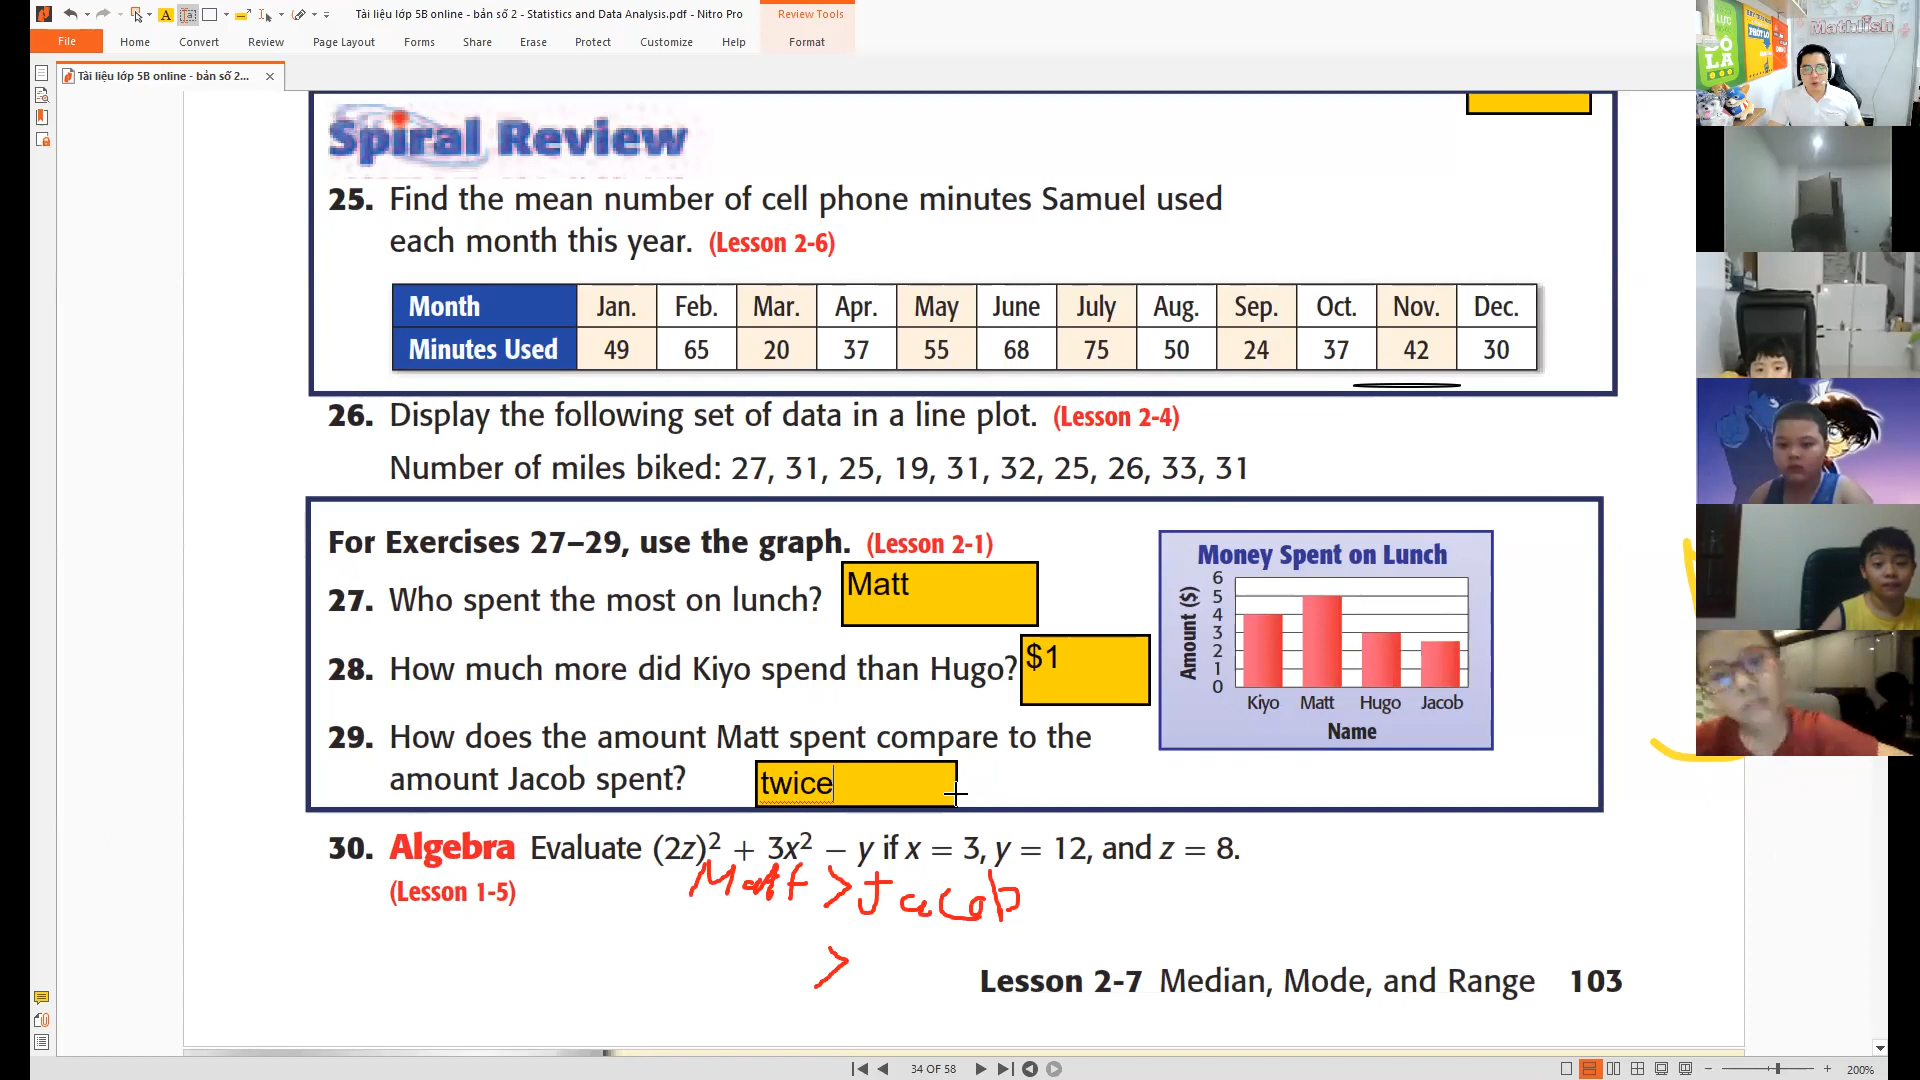 Tài liệu lớp 5B online - bản số 2 - Statistics and Data Analysis.pdf - Nitro Pro
Review Tools
File Home Convert Review Page Layout Forms Share Erase Protect Customize Help Format
Tài liệu lớp 5B online - bản số 2...
Mathlish
Spiral Review
25. Find the mean number of cell phone minutes Samuel used
each month this year. (Lesson 2-6)
Month Jan. Feb. Mar. Apr. May June July Aug. Sep. Oct. Nov. Dec.
Minutes Used 49 65 20 37 55 68 75 50 24 37 42 30
26. Display the following set of data in a line plot. (Lesson 2-4)
Number of miles biked: 27, 31, 25, 19, 31, 32, 25, 26, 33, 31
For Exercises 27–29, use the graph. (Lesson 2-1)
27. Who spent the most on lunch? Matt
28. How much more did Kiyo spend than Hugo? $1
29. How does the amount Matt spent compare to the
amount Jacob spent? twice
Money Spent on Lunch
Amount ($)
6
5
4
3
2
1
0
Kiyo Matt Hugo Jacob
Name
30. Algebra Evaluate (2z)² + 3x² − y if x = 3, y = 12, and z = 8.
(Lesson 1-5)
Matt > Jacob
>
Lesson 2-7 Median, Mode, and Range 103
34 OF 58
200%